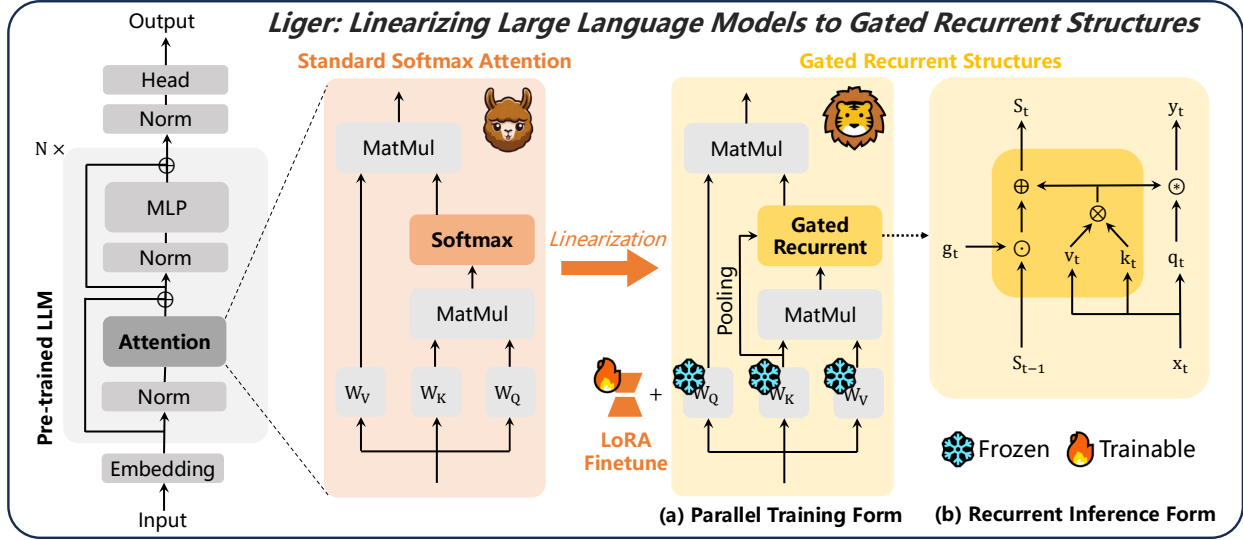 Liger: Linearizing Large Language Models to Gated Recurrent Structures
Output
Head
Norm
N ×
MLP
Norm
Attention
Norm
Embedding
Input
Pre-trained LLM
Standard Softmax Attention
MatMul
Softmax
MatMul
W_V
W_K
W_Q
Linearization
LoRA
Finetune
+
Gated Recurrent Structures
MatMul
Gated
Recurrent
Pooling
MatMul
W_Q
W_K
W_V
(a) Parallel Training Form
S_t
y_t
g_t
v_t
k_t
q_t
S_{t−1}
x_t
Frozen
Trainable
(b) Recurrent Inference Form